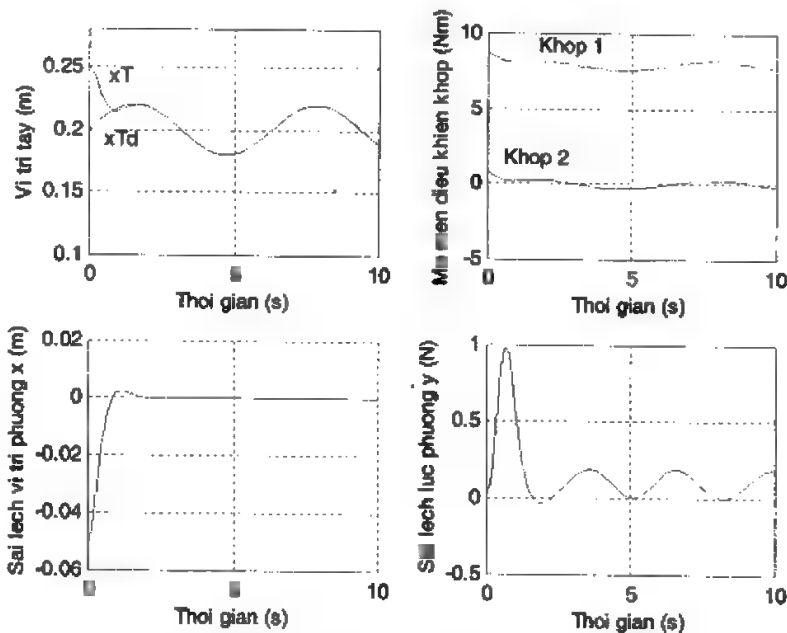 0.25
0.2
0.15
0.1
Vi tri tay (m)
xT
xTd
0
Thoi gian (s)
10
5
0
-5
dieu khien khop (Nm)
Khop 1
Khop 2
0
5
10
Thoi gian (s)
0.02
0
-0.02
-0.04
-0.06
Sai lech vi tri phuong x (m)
10
Thoi gian (s)
1
0.5
0
-0.5
lech luc phuong y (N)
0
5
10
Thoi gian (s)